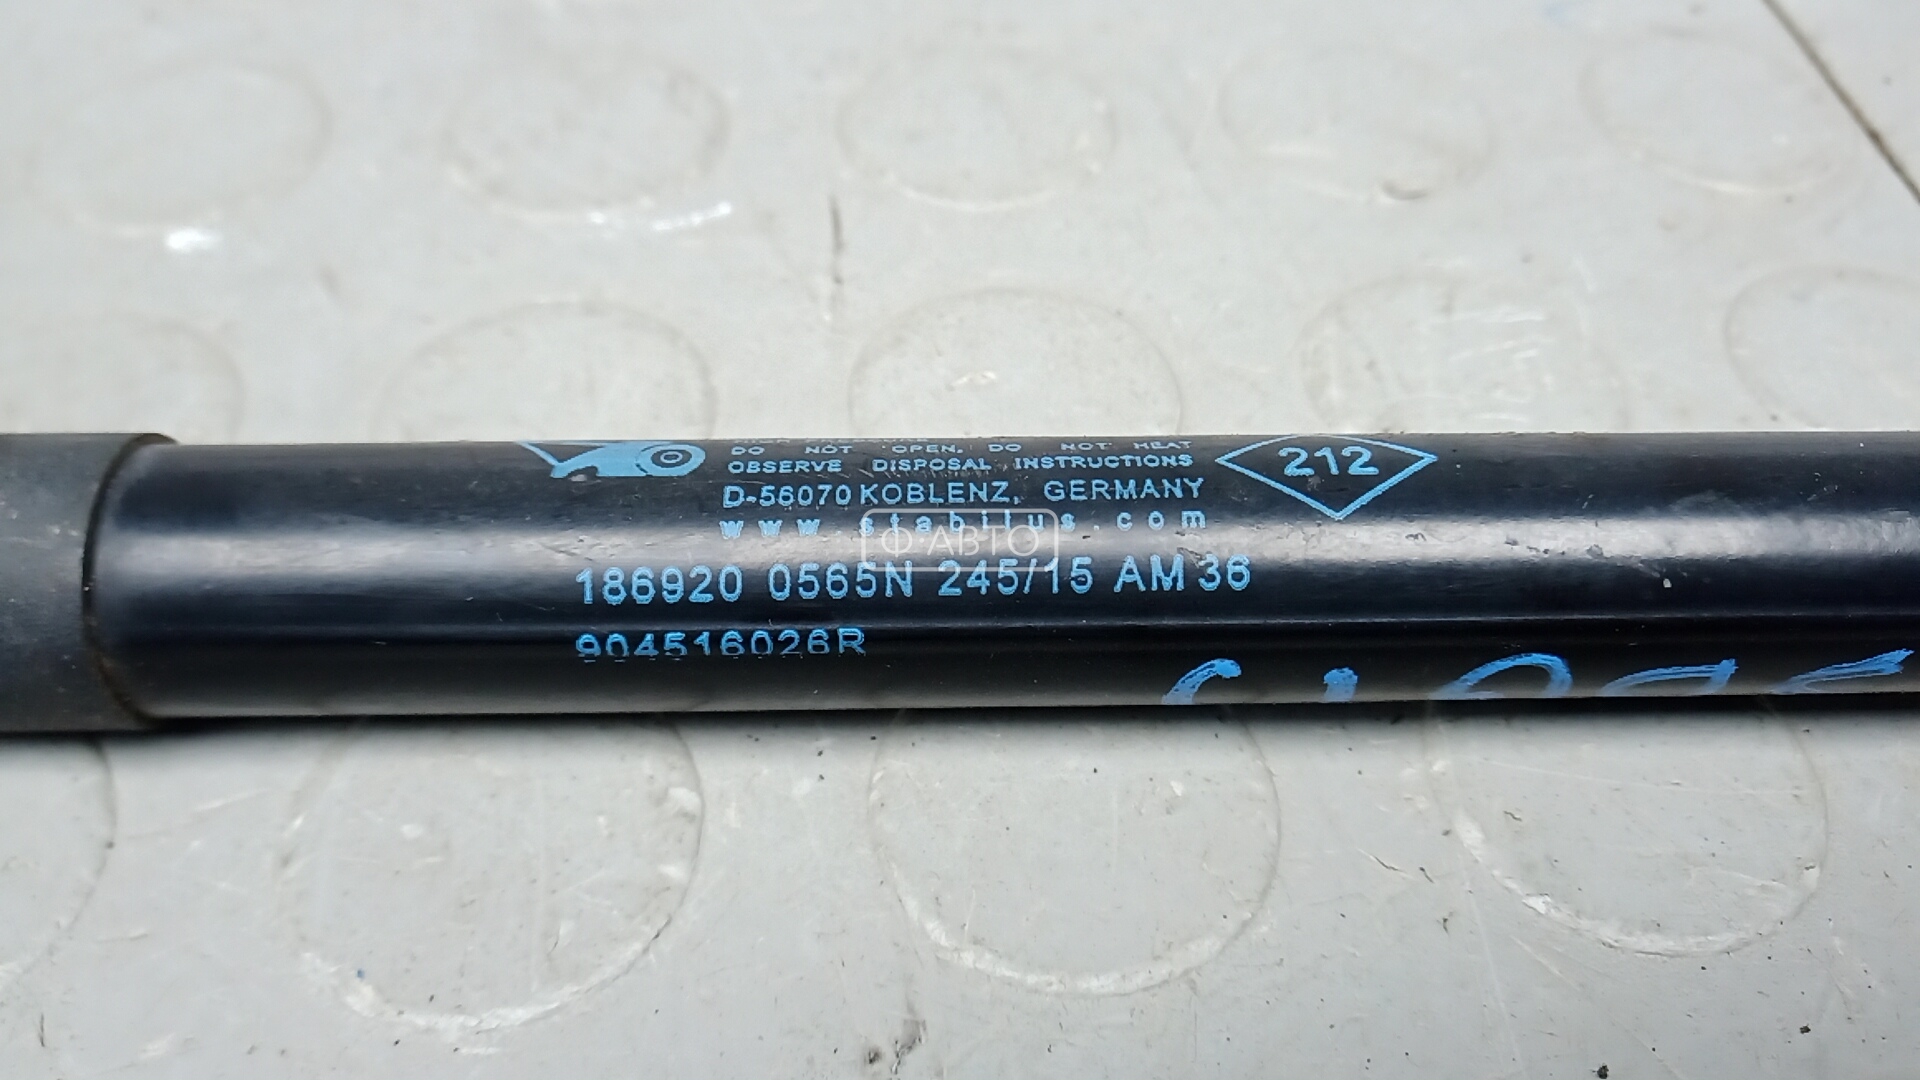 DO NOT OPEN, DO NOT HEAT
OBSERVE DISPOSAL INSTRUCTIONS
D-56070 KOBLENZ, GERMANY
www.stabilus.com
212
Ф-АВТО
186920 0565N 245/15 AM 36
904516026R